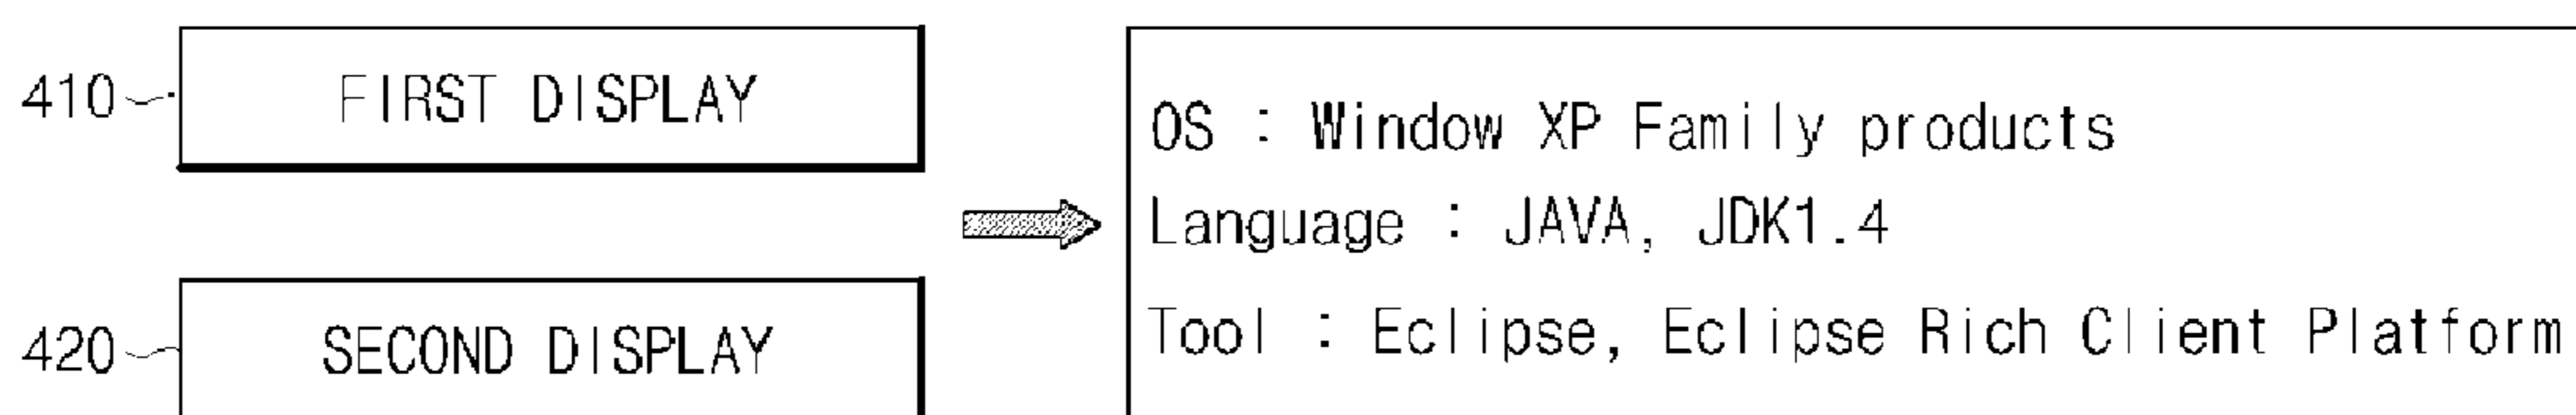 410
FIRST DISPLAY
420
SECOND DISPLAY
OS : Window XP Family products
Language : JAVA, JDK1.4
Tool : Eclipse, Eclipse Rich Client Platform